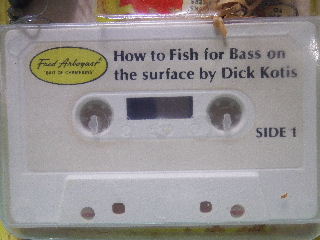 Fred Arbogast
"BAIT OF CHAMPIONS"
How to Fish for Bass on
the surface by Dick Kotis
SIDE 1